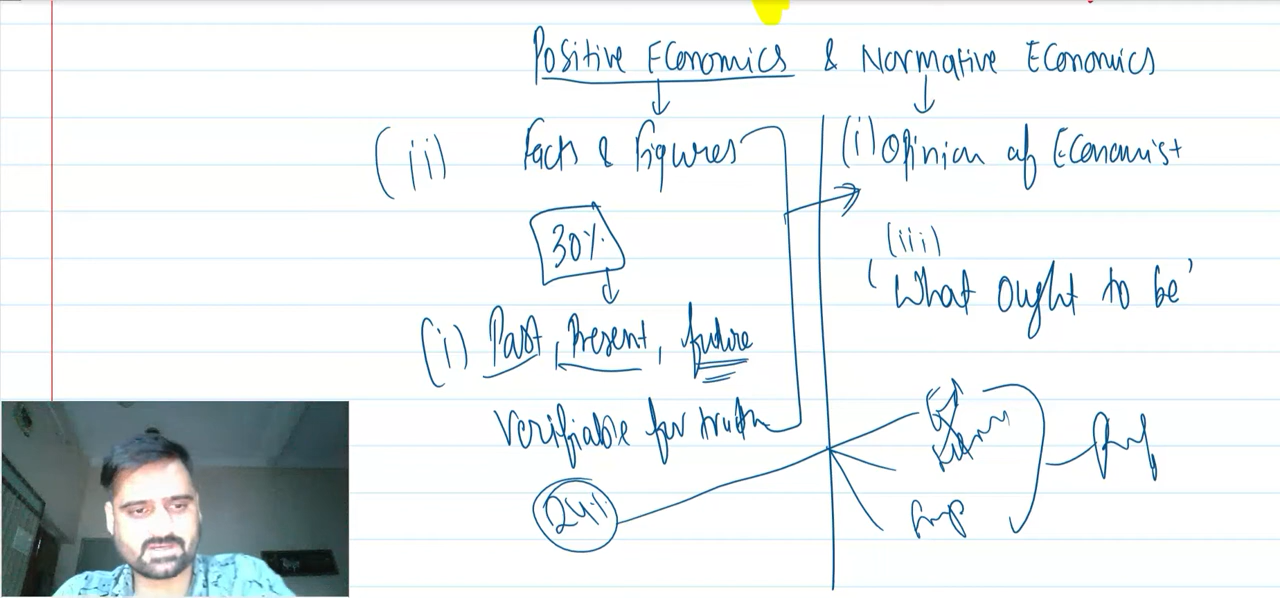 Positive Economics & Normative Economics
(ii) Facts & Figures
(i) Opinion of Economist
30%
(iii)
'What ought to be'
(i) Past, Present, future
Verifiable for truth
24%